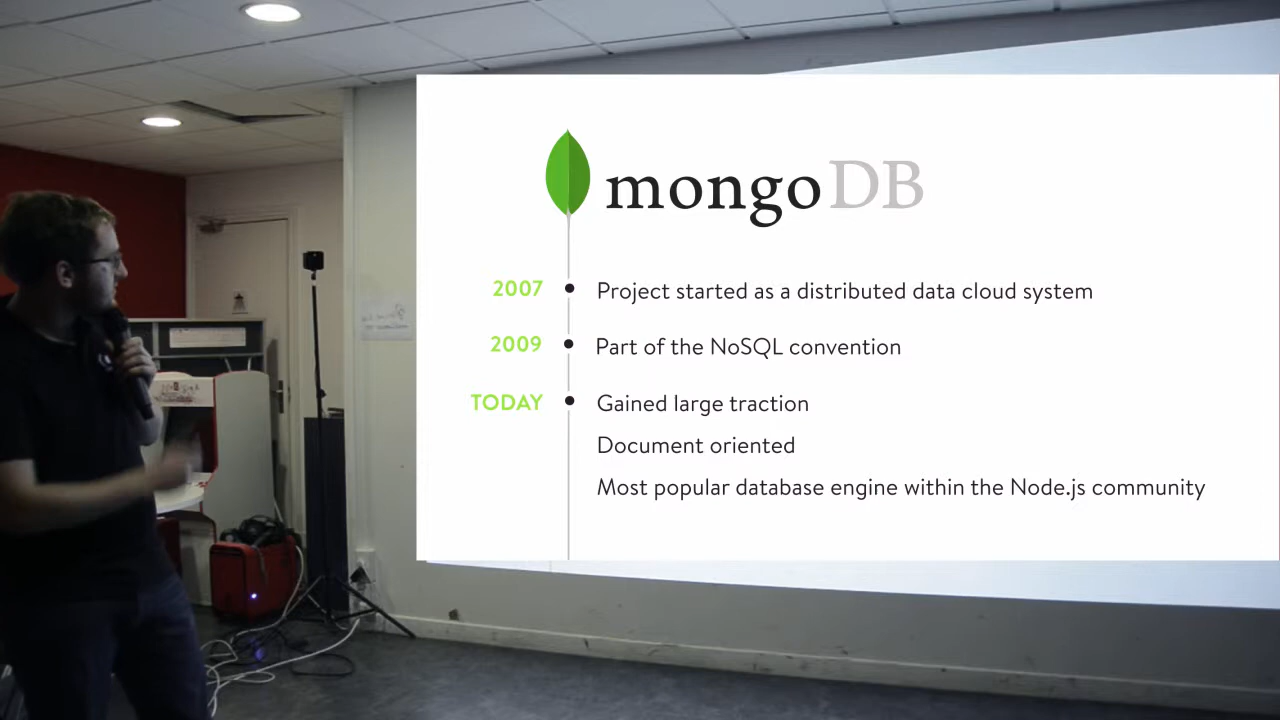 mongoDB
2007 Project started as a distributed data cloud system
2009 Part of the NoSQL convention
TODAY Gained large traction
Document oriented
Most popular database engine within the Node.js community